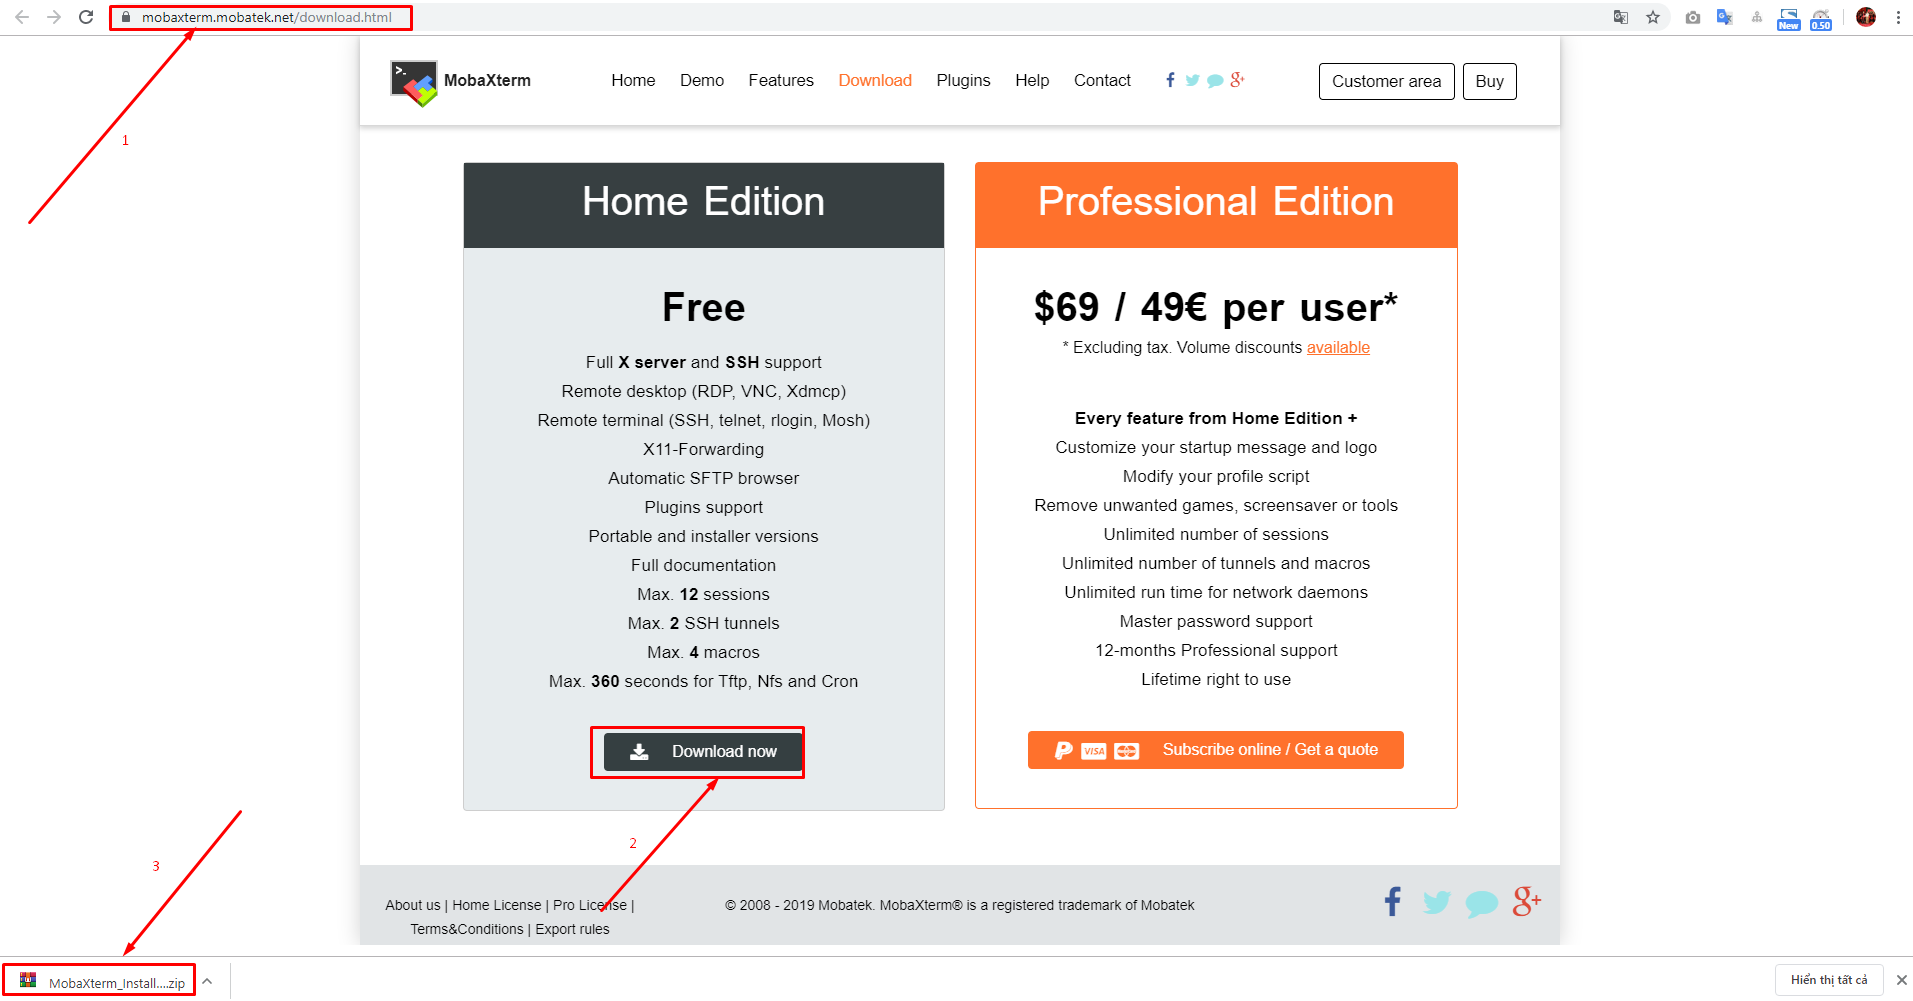 mobaxterm.mobatek.net/download.html
New
0.50
1
>_
MobaXterm
Home
Demo
Features
Download
Plugins
Help
Contact
Customer area
Buy
Home Edition
Free
Full X server and SSH support
Remote desktop (RDP, VNC, Xdmcp)
Remote terminal (SSH, telnet, rlogin, Mosh)
X11-Forwarding
Automatic SFTP browser
Plugins support
Portable and installer versions
Full documentation
Max. 12 sessions
Max. 2 SSH tunnels
Max. 4 macros
Max. 360 seconds for Tftp, Nfs and Cron
Download now
Professional Edition
$69 / 49€ per user*
* Excluding tax. Volume discounts available
Every feature from Home Edition +
Customize your startup message and logo
Modify your profile script
Remove unwanted games, screensaver or tools
Unlimited number of sessions
Unlimited number of tunnels and macros
Unlimited run time for network daemons
Master password support
12-months Professional support
Lifetime right to use
VISA
Subscribe online / Get a quote
2
3
About us | Home License | Pro License |
Terms&Conditions | Export rules
© 2008 - 2019 Mobatek. MobaXterm® is a registered trademark of Mobatek
MobaXterm_Install....zip
Hiển thị tất cả